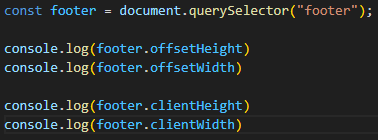 const footer = document.querySelector("footer");
console.log(footer.offsetHeight)
console.log(footer.offsetWidth)
console.log(footer.clientHeight)
console.log(footer.clientWidth)